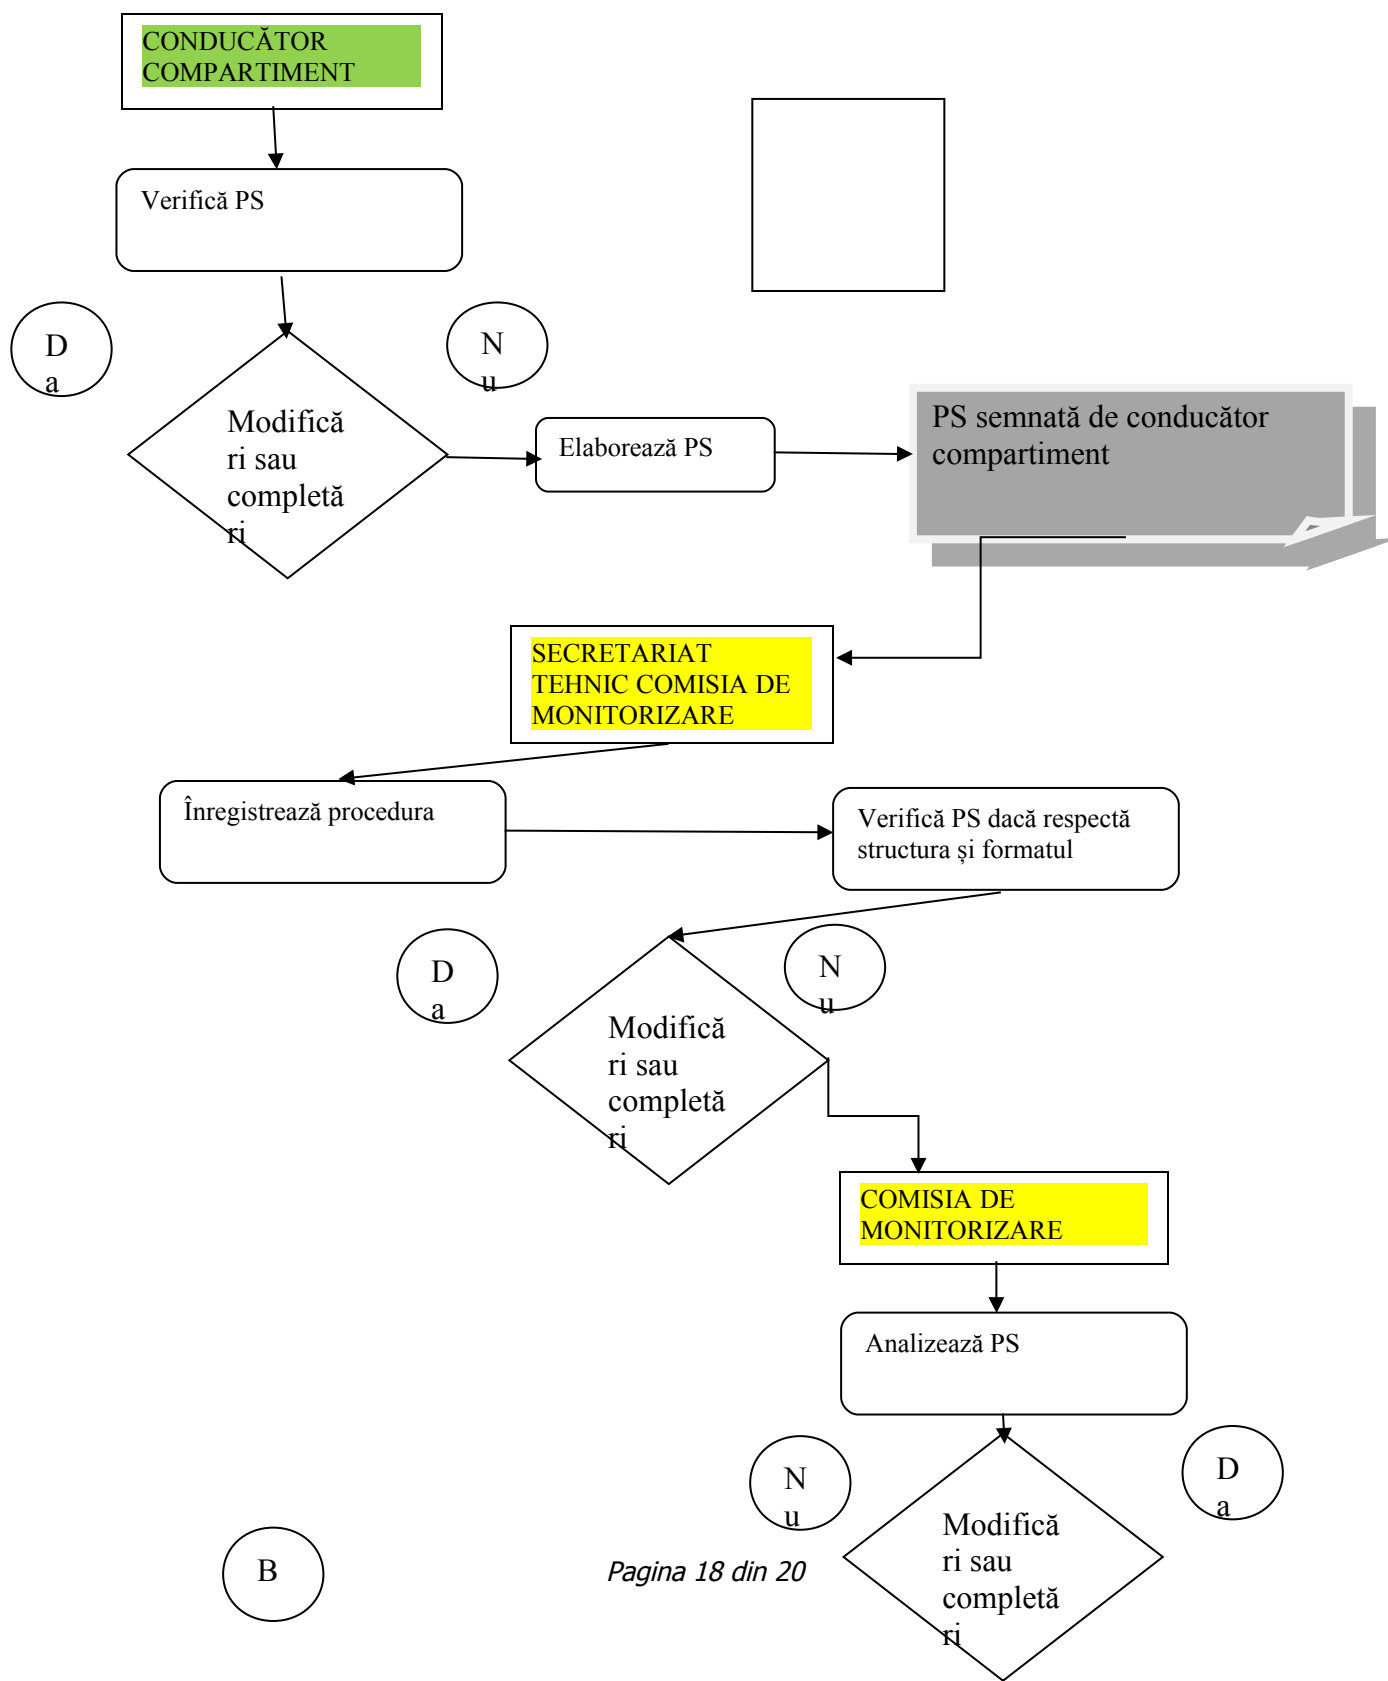 CONDUCĂTOR
COMPARTIMENT
Verifică PS
D
a
N
u
Modifică
ri sau
completă
ri
Elaborează PS
PS semnată de conducător
compartiment
SECRETARIAT
TEHNIC COMISIA DE
MONITORIZARE
Înregistrează procedura
Verifică PS dacă respectă
structura și formatul
D
a
N
u
Modifică
ri sau
completă
ri
COMISIA DE
MONITORIZARE
Analizează PS
N
u
D
a
Modifică
ri sau
completă
ri
B
Pagina 18 din 20